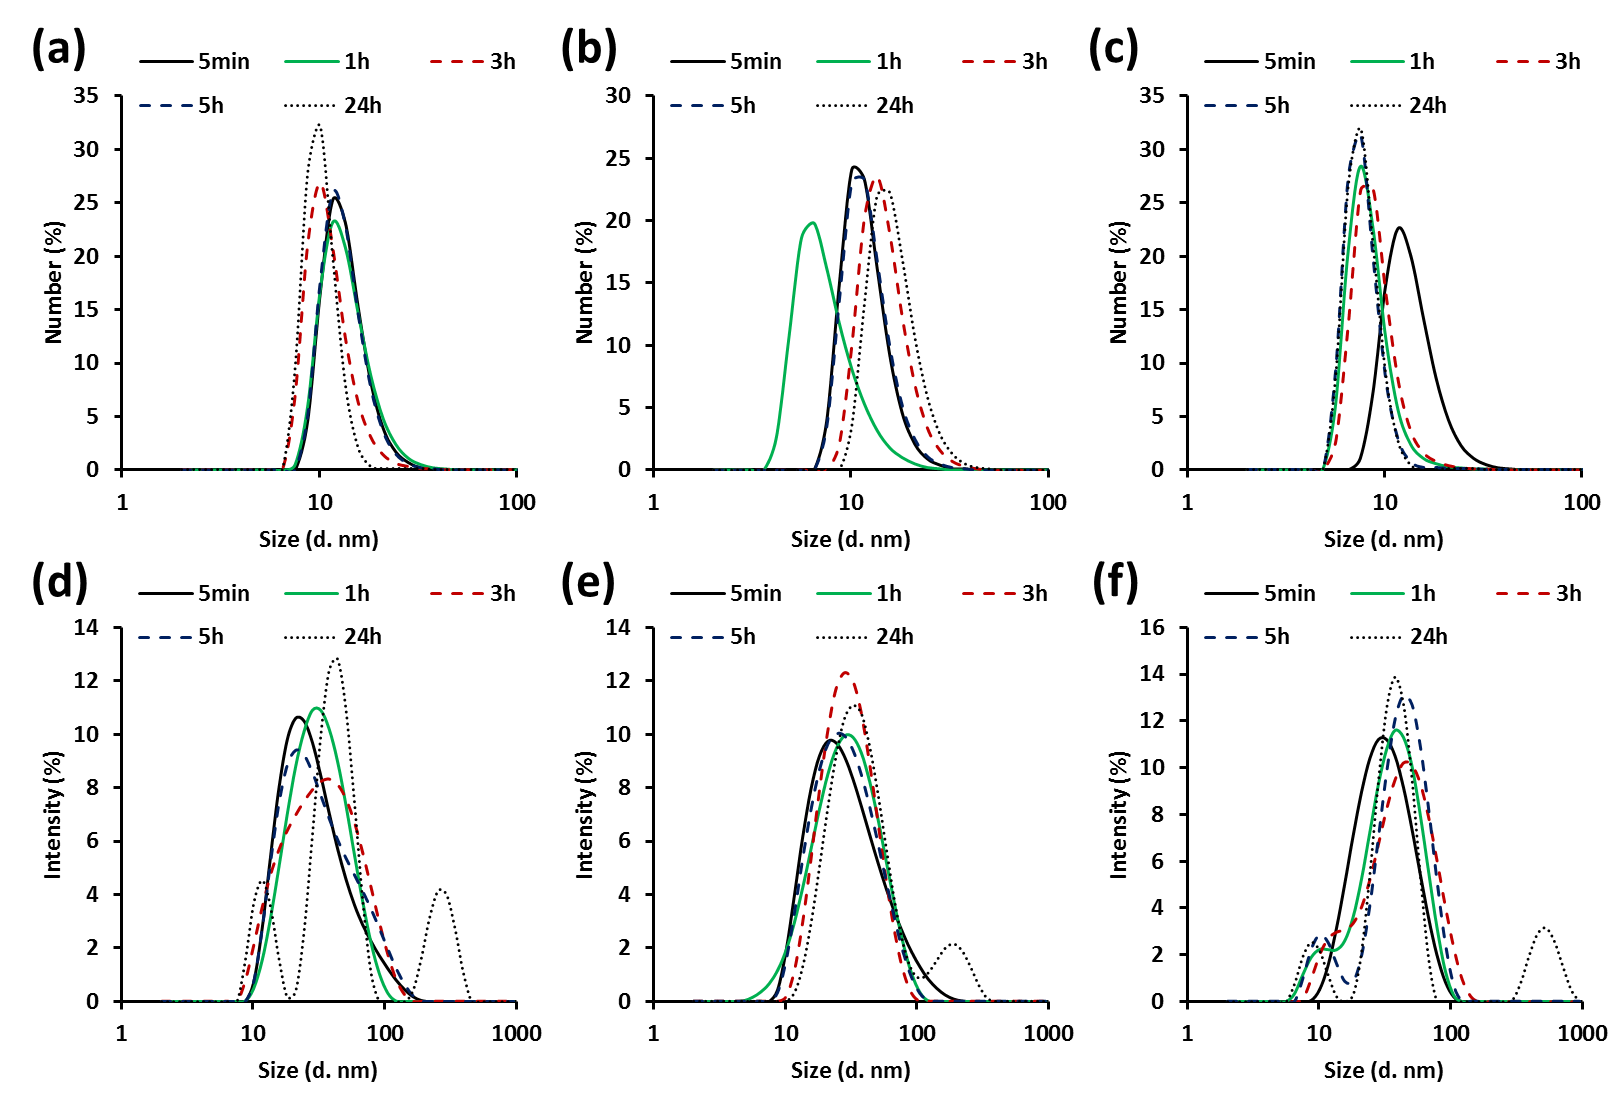 (a)
5min 1h 3h
5h 24h
35
30
25
20
15
10
5
0
Number (%)
1 10 100
Size (d. nm)
(b)
5min 1h 3h
5h 24h
30
25
20
15
10
5
0
Number (%)
1 10 100
Size (d. nm)
(c)
5min 1h 3h
5h 24h
35
30
25
20
15
10
5
0
Number (%)
1 10 100
Size (d. nm)
(d)
5min 1h 3h
5h 24h
14
12
10
8
6
4
2
0
Intensity (%)
1 10 100 1000
Size (d. nm)
(e)
5min 1h 3h
5h 24h
14
12
10
8
6
4
2
0
Intensity (%)
1 10 100 1000
Size (d. nm)
(f)
5min 1h 3h
5h 24h
16
14
12
10
8
6
4
2
0
Intensity (%)
1 10 100 1000
Size (d. nm)